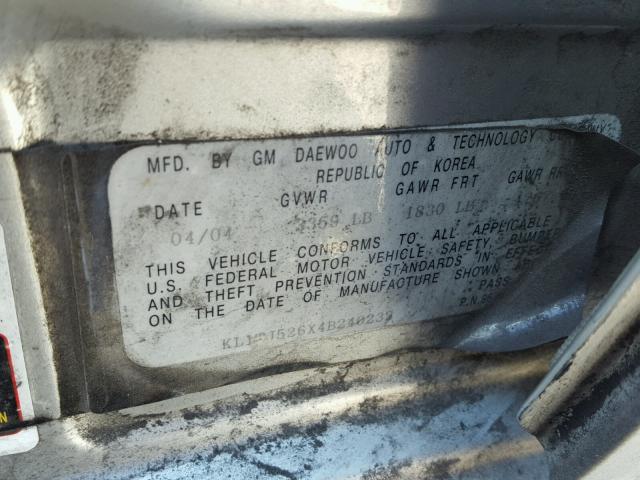 MFD. BY GM DAEWOO AUTO & TECHNOLOGY
REPUBLIC OF KOREA
DATE GVWR GAWR FRT GAWR RR
04/04 LB 1830 LB
THIS VEHICLE CONFORMS TO ALL APPLICABLE
U.S. FEDERAL MOTOR VEHICLE SAFETY, BUMPER
AND THEFT PREVENTION STANDARDS IN EFFECT
ON THE DATE OF MANUFACTURE SHOWN
PASS
P.N.
N